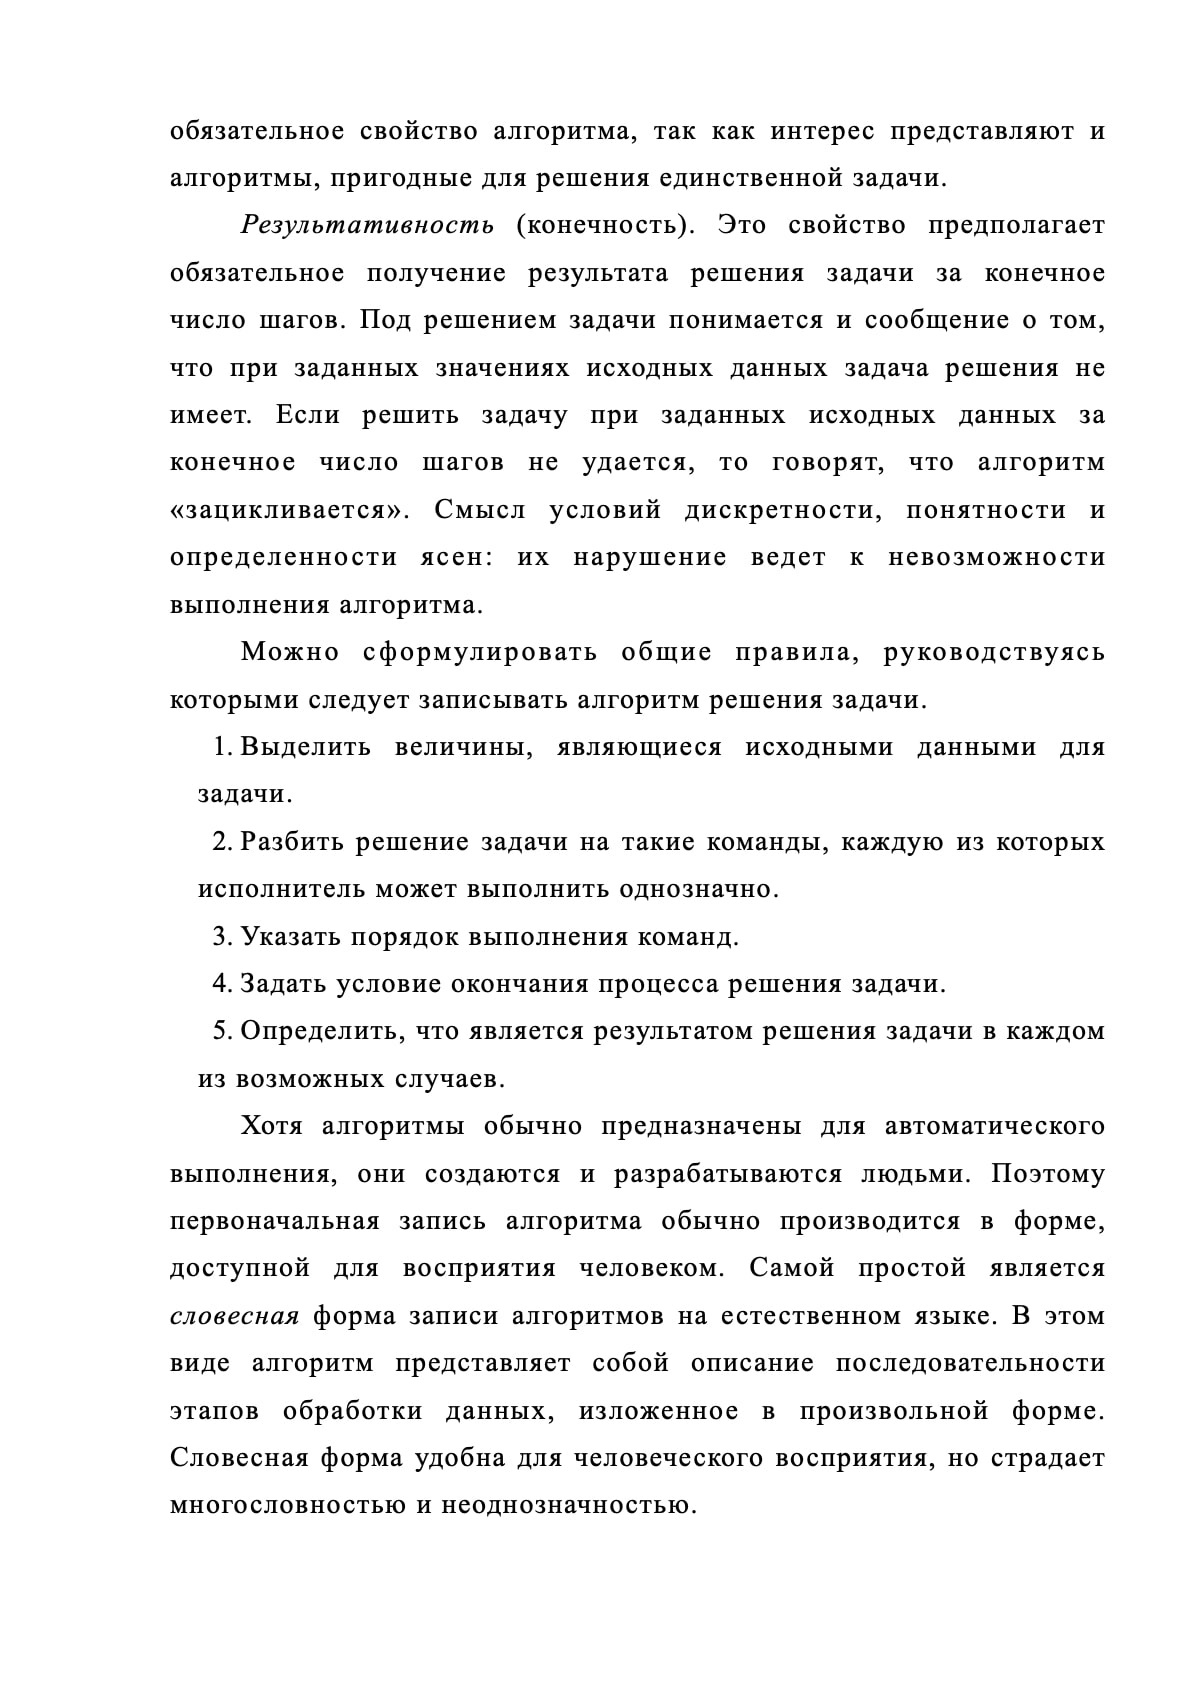 обязательное свойство алгоритма, так как интерес представляют и
алгоритмы, пригодные для решения единственной задачи.
Результативность (конечность). Это свойство предполагает
обязательное получение результата решения задачи за конечное
число шагов. Под решением задачи понимается и сообщение о том,
что при заданных значениях исходных данных задача решения не
имеет. Если решить задачу при заданных исходных данных за
конечное число шагов не удается, то говорят, что алгоритм
«зацикливается». Смысл условий дискретности, понятности и
определенности ясен: их нарушение ведет к невозможности
выполнения алгоритма.
Можно сформулировать общие правила, руководствуясь
которыми следует записывать алгоритм решения задачи.
1. Выделить величины, являющиеся исходными данными для
задачи.
2. Разбить решение задачи на такие команды, каждую из которых
исполнитель может выполнить однозначно.
3. Указать порядок выполнения команд.
4. Задать условие окончания процесса решения задачи.
5. Определить, что является результатом решения задачи в каждом
из возможных случаев.
Хотя алгоритмы обычно предназначены для автоматического
выполнения, они создаются и разрабатываются людьми. Поэтому
первоначальная запись алгоритма обычно производится в форме,
доступной для восприятия человеком. Самой простой является
словесная форма записи алгоритмов на естественном языке. В этом
виде алгоритм представляет собой описание последовательности
этапов обработки данных, изложенное в произвольной форме.
Словесная форма удобна для человеческого восприятия, но страдает
многословностью и неоднозначностью.